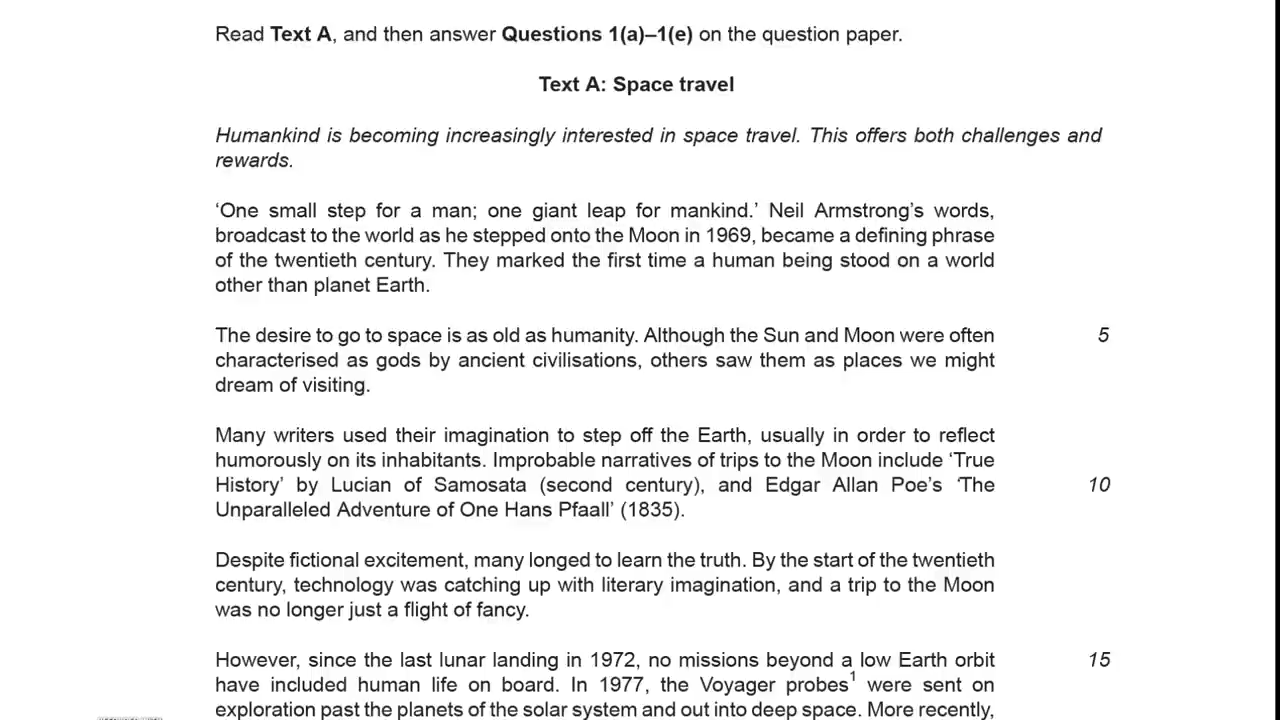 Read Text A, and then answer Questions 1(a)–1(e) on the question paper.
Text A: Space travel
Humankind is becoming increasingly interested in space travel. This offers both challenges and
rewards.
‘One small step for a man; one giant leap for mankind.’ Neil Armstrong’s words,
broadcast to the world as he stepped onto the Moon in 1969, became a defining phrase
of the twentieth century. They marked the first time a human being stood on a world
other than planet Earth.
The desire to go to space is as old as humanity. Although the Sun and Moon were often 5
characterised as gods by ancient civilisations, others saw them as places we might
dream of visiting.
Many writers used their imagination to step off the Earth, usually in order to reflect
humorously on its inhabitants. Improbable narratives of trips to the Moon include ‘True
History’ by Lucian of Samosata (second century), and Edgar Allan Poe’s ‘The 10
Unparalleled Adventure of One Hans Pfaall’ (1835).
Despite fictional excitement, many longed to learn the truth. By the start of the twentieth
century, technology was catching up with literary imagination, and a trip to the Moon
was no longer just a flight of fancy.
However, since the last lunar landing in 1972, no missions beyond a low Earth orbit 15
have included human life on board. In 1977, the Voyager probes¹ were sent on
exploration past the planets of the solar system and out into deep space. More recently,